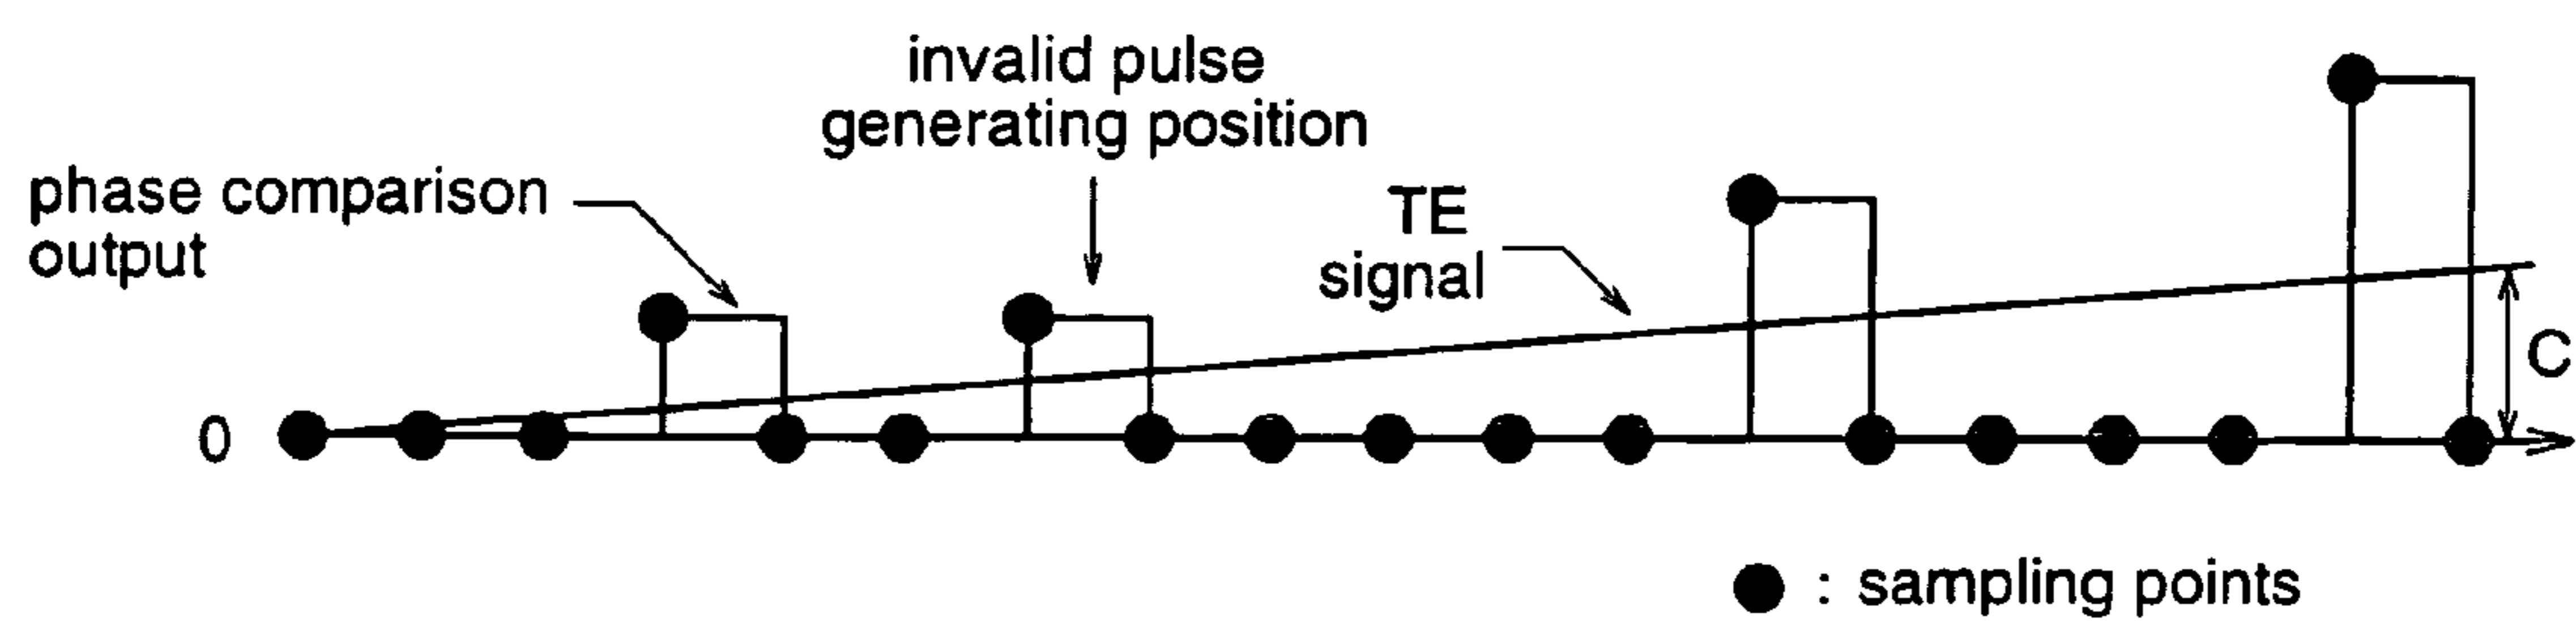 invalid pulse
generating position
phase comparison
output
TE
signal
C
0
: sampling points